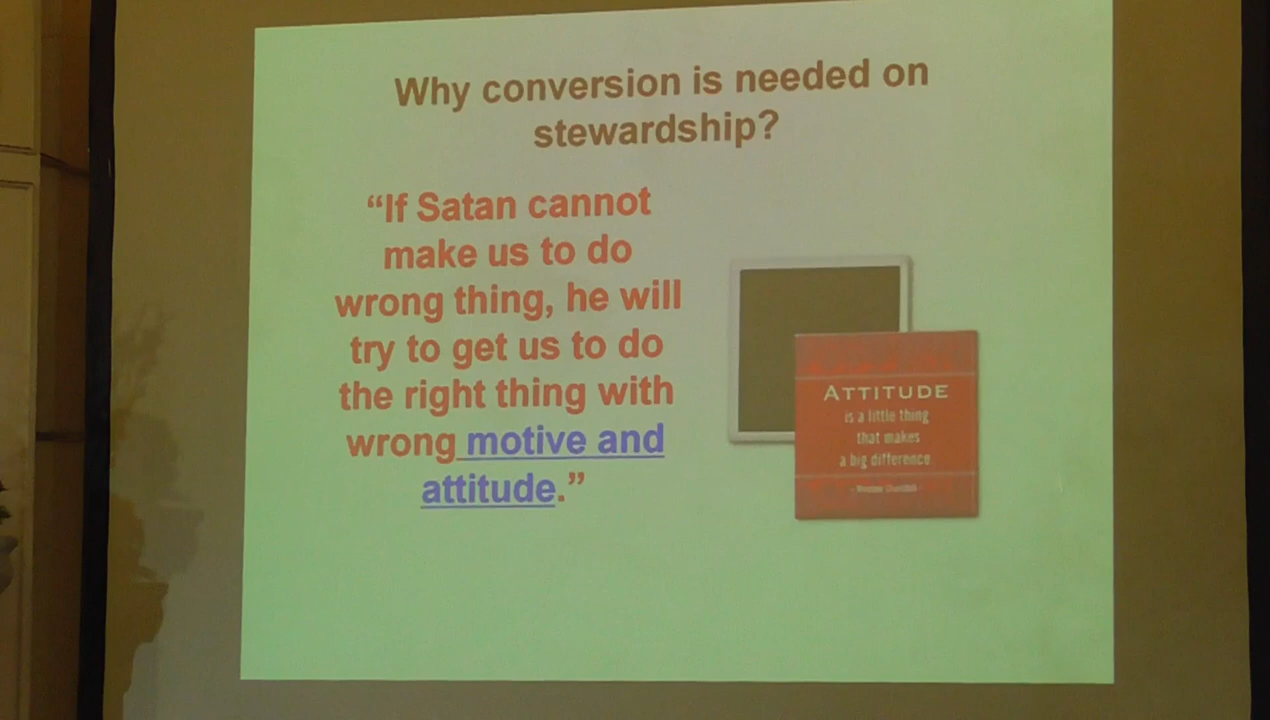 Why conversion is needed on
stewardship?
“If Satan cannot
make us to do
wrong thing, he will
try to get us to do
the right thing with
wrong motive and
attitude.”
ATTITUDE
is a little thing
that makes
a big difference